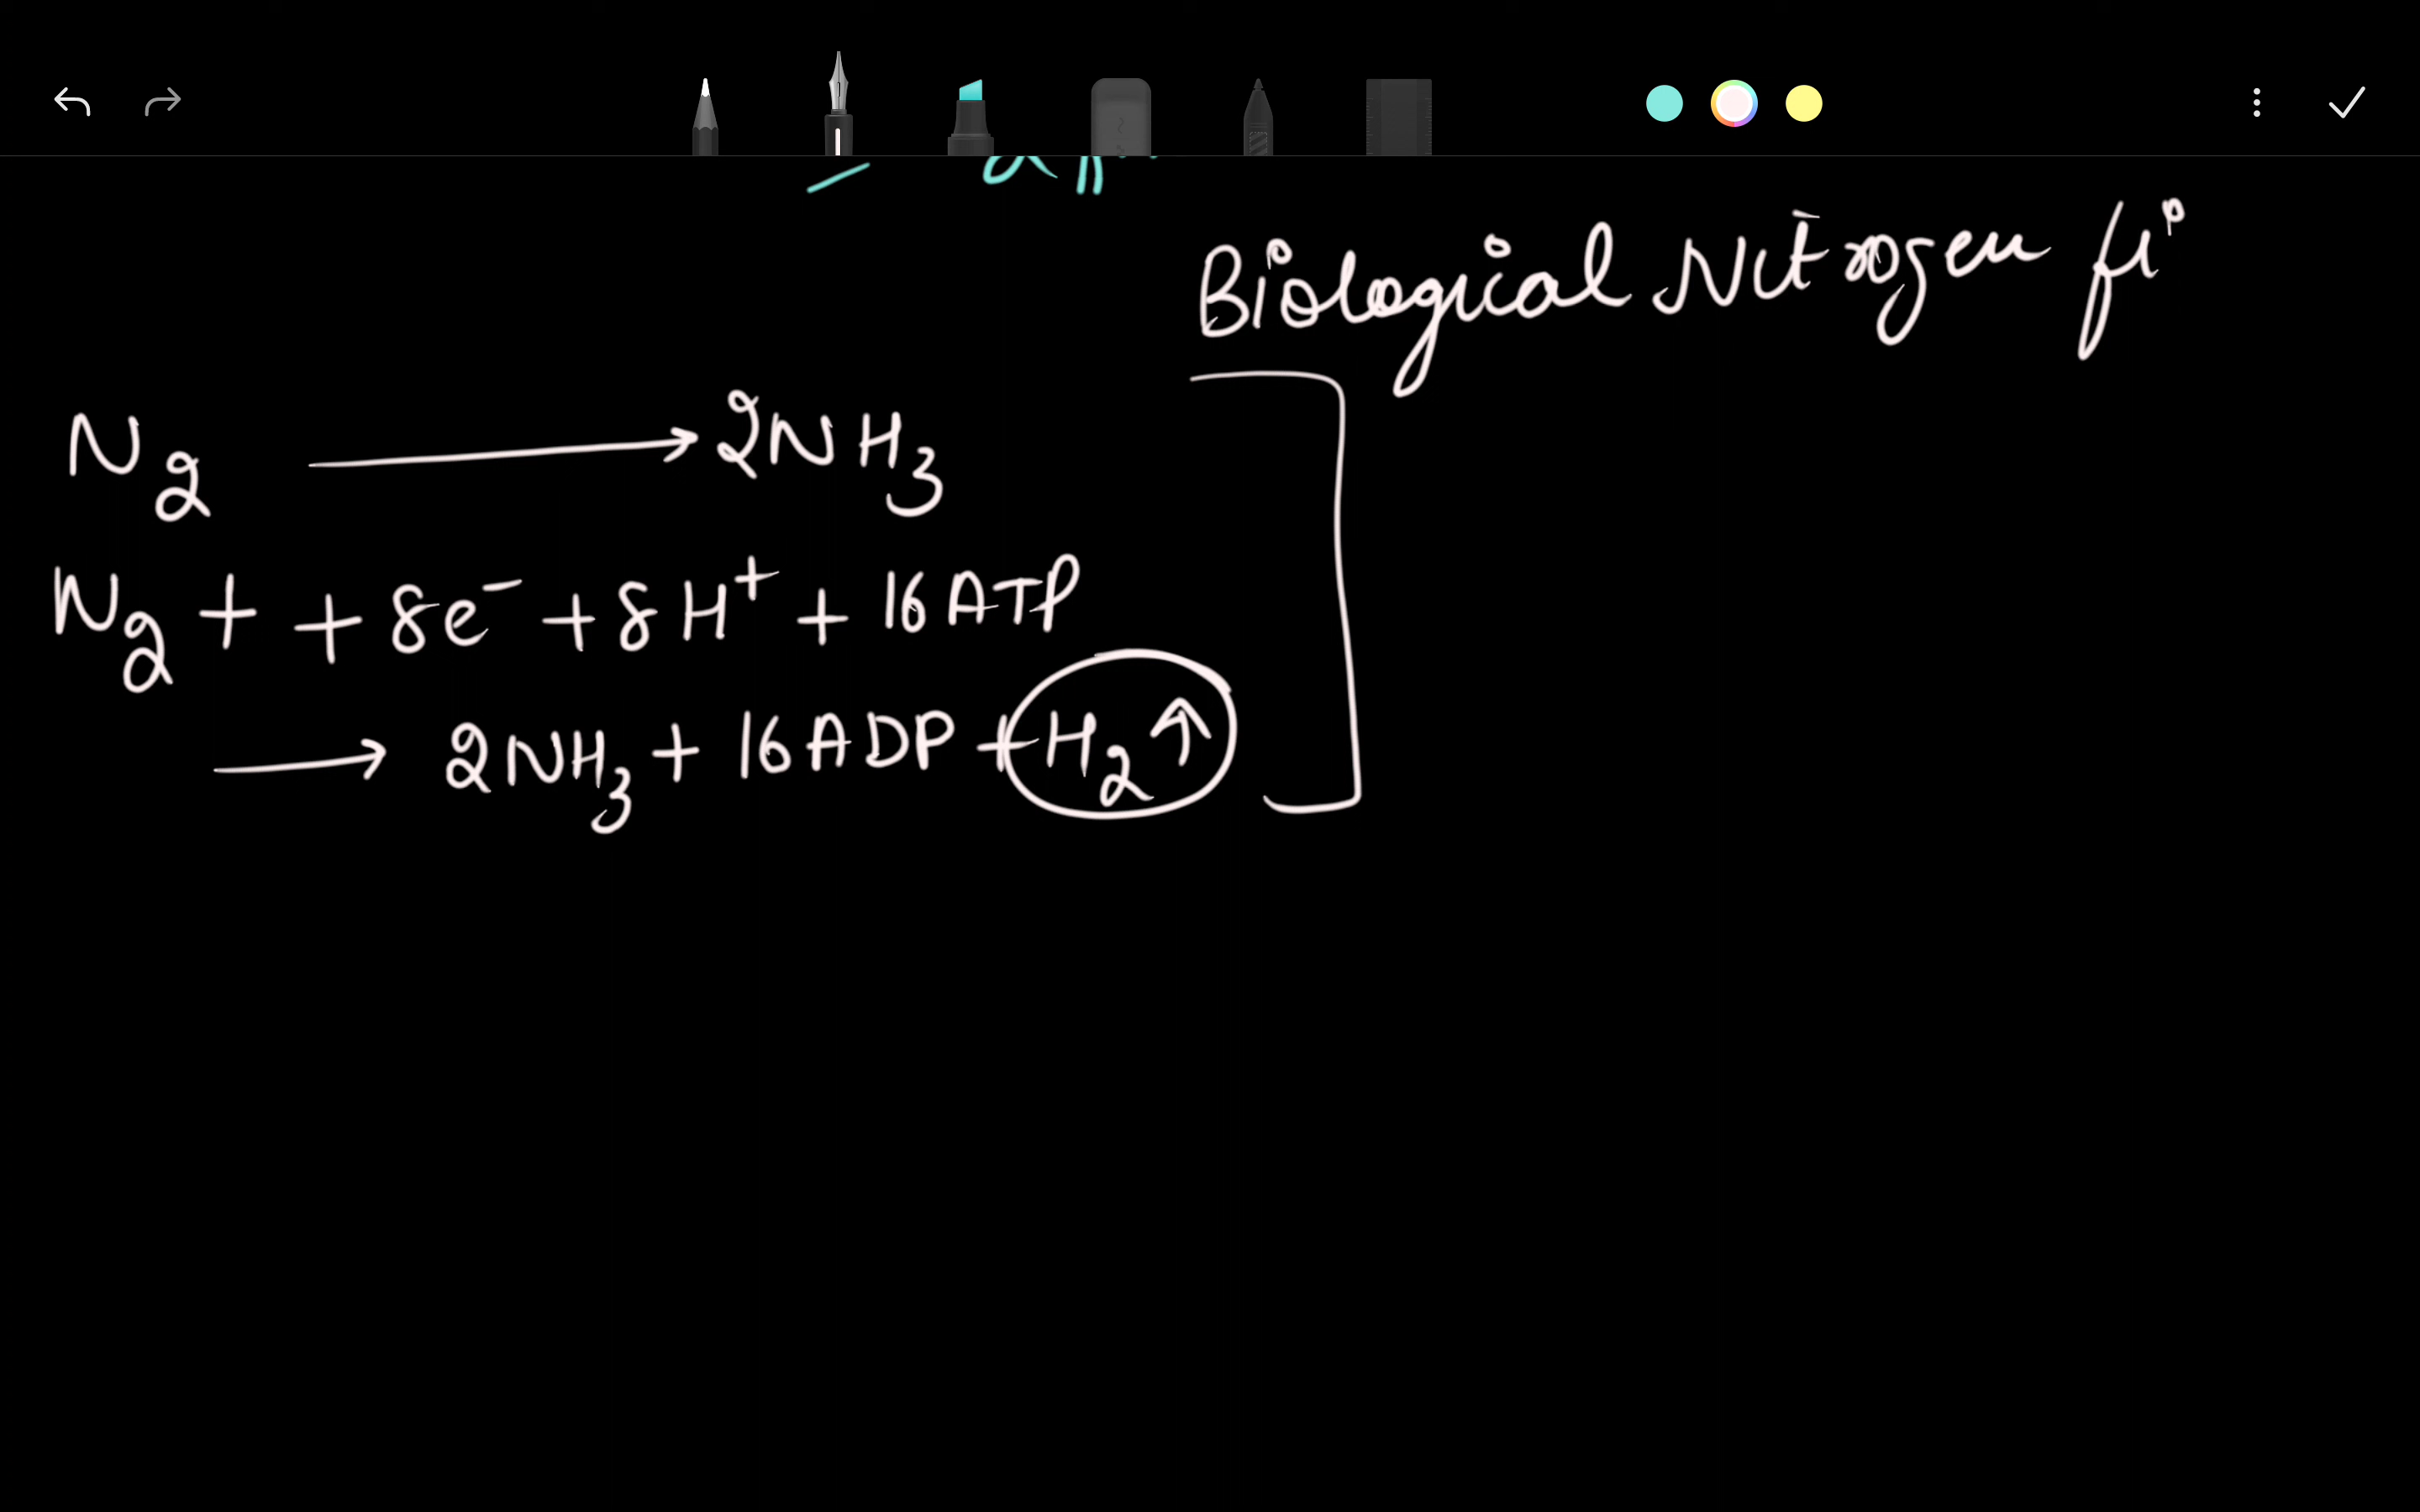 Biological Nitrogen fi
N₂ → 2NH₃
N₂ + + 8e⁻ + 8H⁺ + 16ATP
→ 2NH₃ + 16ADP + H₂↑